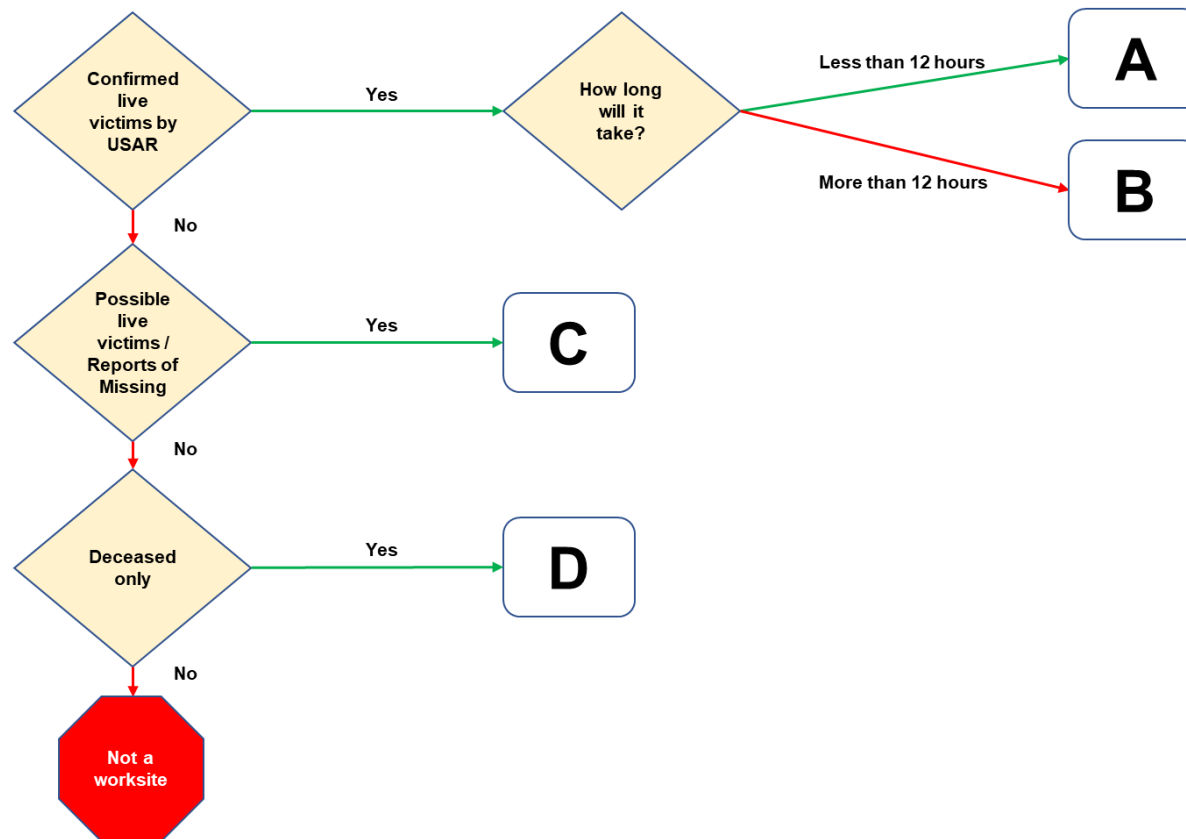 Confirmed
live
victims by
USAR
Yes
How long
will it
take?
Less than 12 hours
A
More than 12 hours
B
No
Possible
live
victims /
Reports of
Missing
Yes
C
No
Deceased
only
Yes
D
No
Not a
worksite